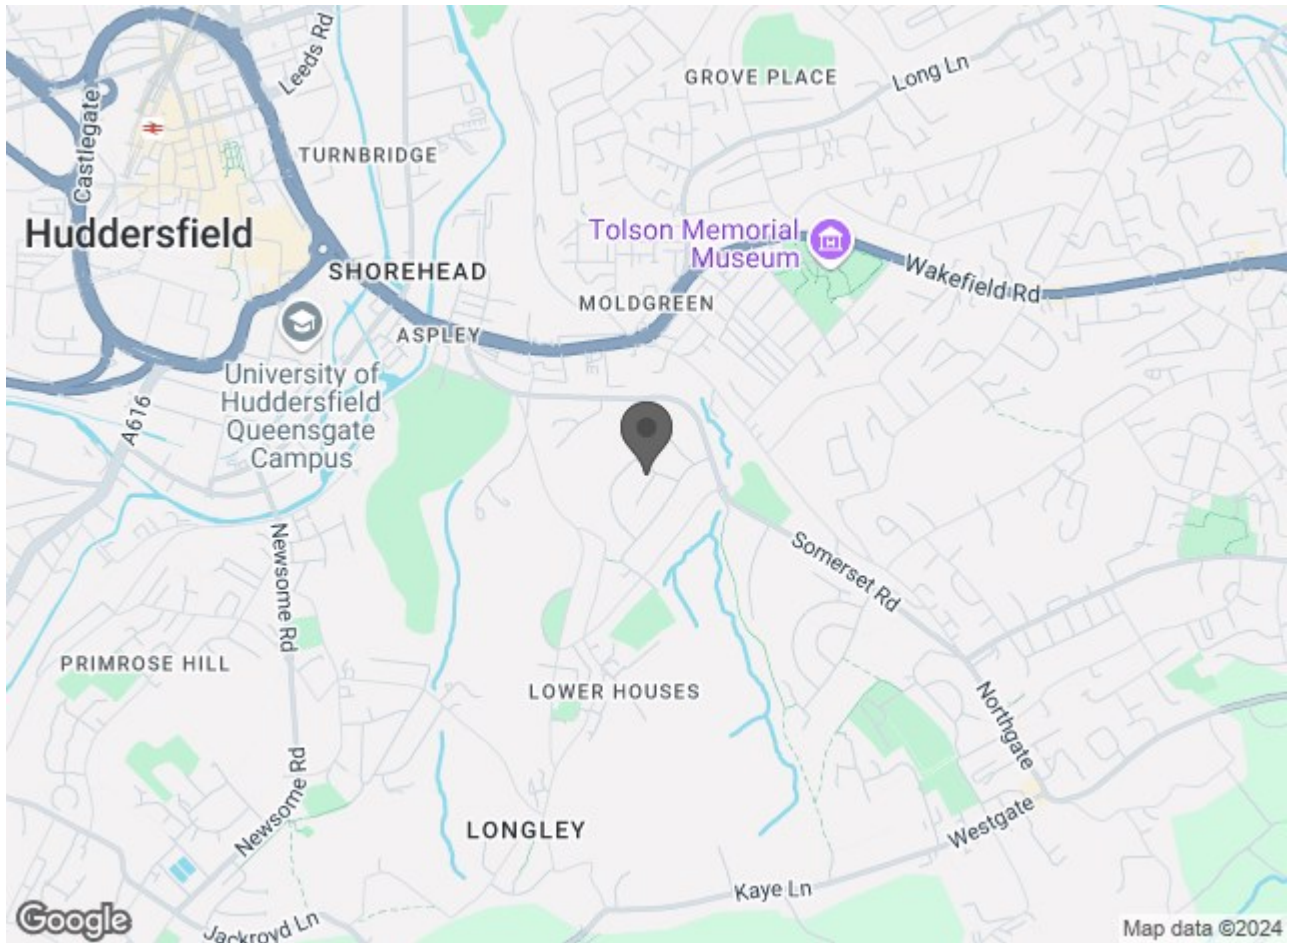 Leeds Rd
Castlegate
GROVE PLACE
Long Ln
TURNBRIDGE
Huddersfield
Tolson Memorial
Museum
SHOREHEAD
Wakefield Rd
MOLDGREEN
ASPLEY
University of
Huddersfield
Queensgate
Campus
A616
Newsome Rd
Somerset Rd
PRIMROSE HILL
LOWER HOUSES
Northgate
Newsome Rd
LONGLEY
Westgate
Kaye Ln
Jackroyd Ln
Google
Map data ©2024